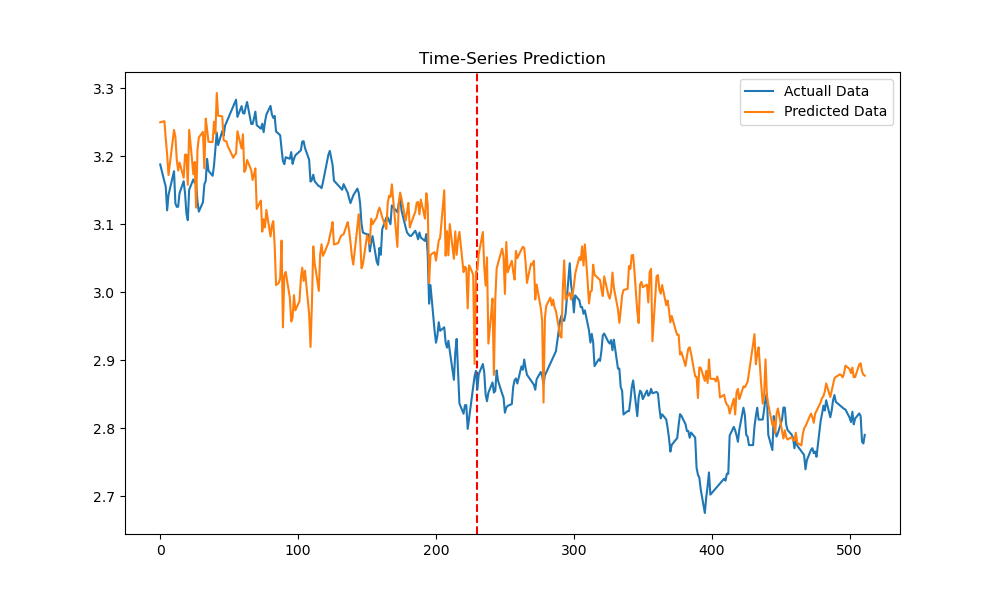 Time-Series Prediction
Actuall Data
Predicted Data
3.3
3.2
3.1
3.0
2.9
2.8
2.7
0 100 200 300 400 500